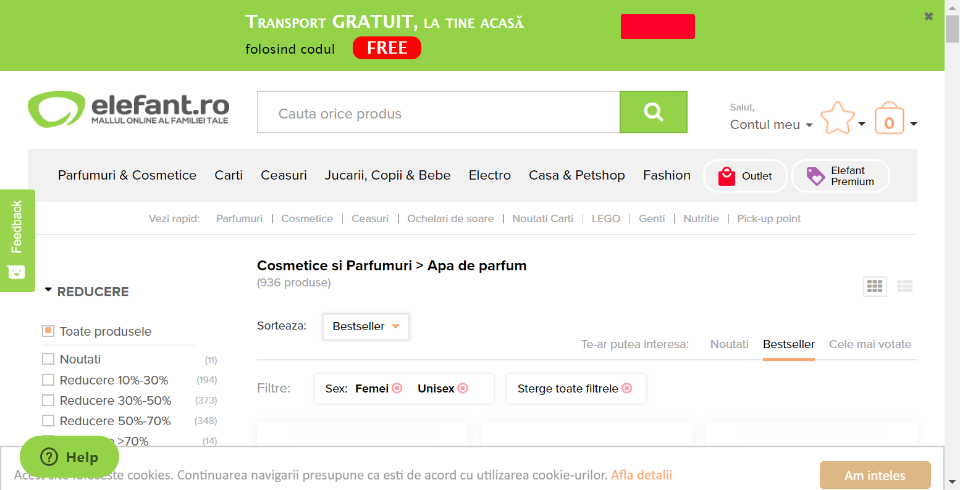 Transport GRATUIT, la tine acasă
folosind codul FREE
elefant.ro
MALLUL ONLINE AL FAMILIEI TALE
Cauta orice produs
Salut,
Contul meu
0
Parfumuri & Cosmetice Carti Ceasuri Jucarii, Copii & Bebe Electro Casa & Petshop Fashion Outlet Elefant Premium
Vezi rapid: Parfumuri | Cosmetice | Ceasuri | Ochelari de soare | Noutati Carti | LEGO | Genti | Nutritie | Pick-up point
Feedback
Cosmetice si Parfumuri > Apa de parfum
(936 produse)
REDUCERE
Sorteaza: Bestseller
Toate produsele
Te-ar putea interesa: Noutati Bestseller Cele mai votate
Noutati (11)
Reducere 10%-30% (194)
Filtre: Sex: Femei Unisex Sterge toate filtrele
Reducere 30%-50% (373)
Reducere 50%-70% (348)
>70% (14)
Help
Acest site foloseste cookies. Continuarea navigarii presupune ca esti de acord cu utilizarea cookie-urilor. Afla detalii
Am inteles